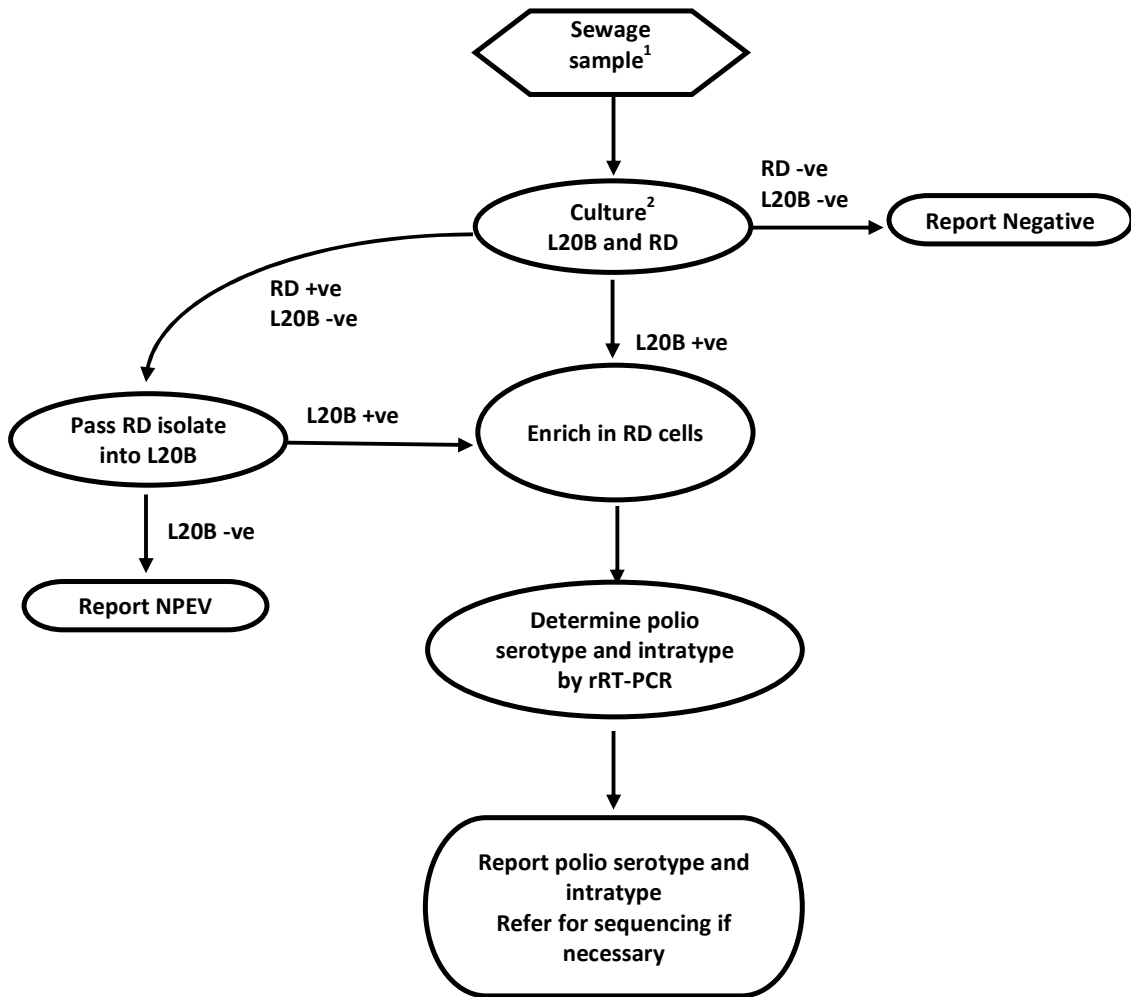 Sewage
sample¹
RD -ve
L20B -ve
Culture²
L20B and RD
Report Negative
RD +ve
L20B -ve
L20B +ve
Pass RD isolate
into L20B
L20B +ve
Enrich in RD cells
L20B -ve
Report NPEV
Determine polio
serotype and intratype
by rRT-PCR
Report polio serotype and
intratype
Refer for sequencing if
necessary